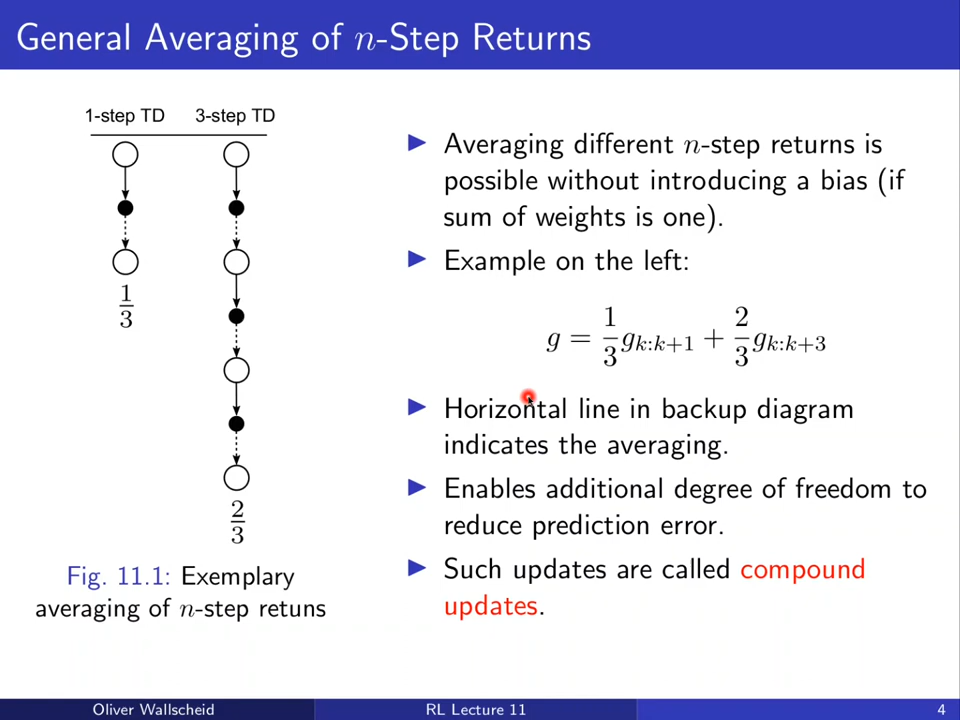 General Averaging of n-Step Returns
1-step TD 3-step TD
1/3
2/3
Fig. 11.1: Exemplary
averaging of n-step retuns
▶ Averaging different n-step returns is
possible without introducing a bias (if
sum of weights is one).
▶ Example on the left:
g = 1/3 g_{k:k+1} + 2/3 g_{k:k+3}
▶ Horizontal line in backup diagram
indicates the averaging.
▶ Enables additional degree of freedom to
reduce prediction error.
▶ Such updates are called compound
updates.
Oliver Wallscheid RL Lecture 11 4